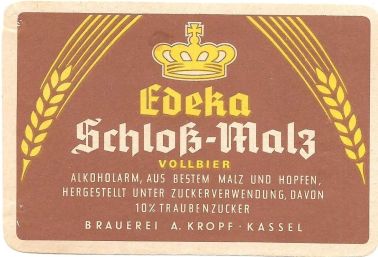 Edeka
Schloß-Malz
VOLLBIER
ALKOHOLARM, AUS BESTEM MALZ UND HOPFEN,
HERGESTELLT UNTER ZUCKERVERWENDUNG, DAVON
10% TRAUBENZUCKER
BRAUEREI A. KROPF · KASSEL